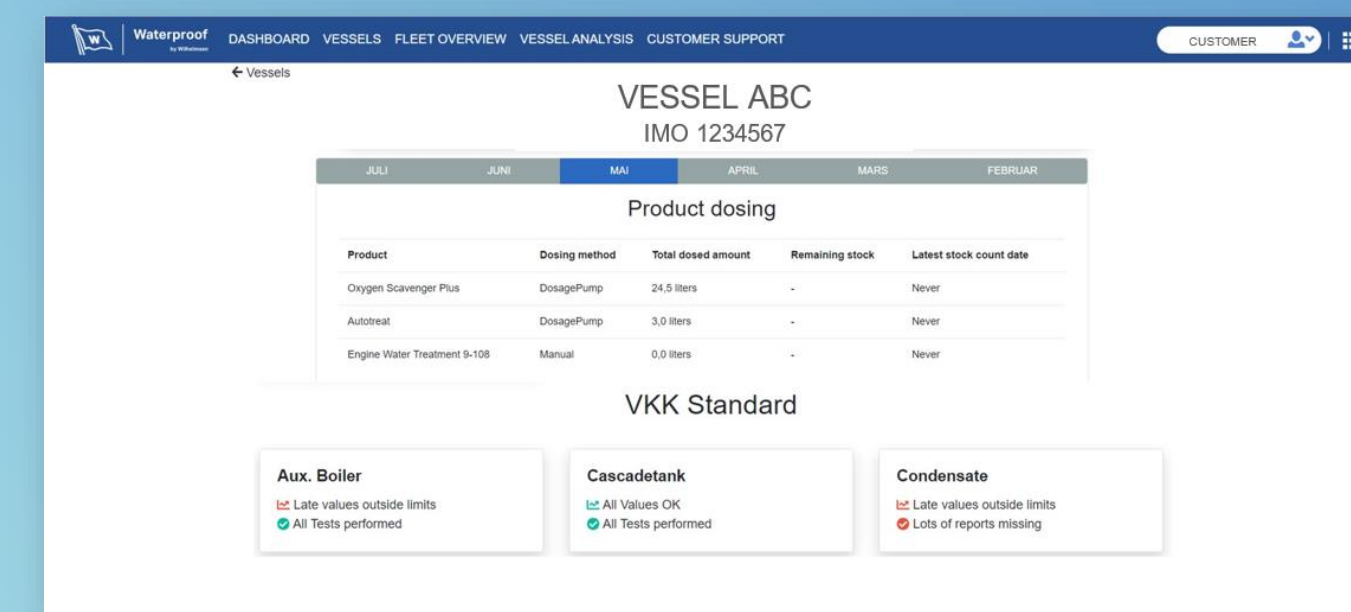 W Waterproof DASHBOARD VESSELS FLEET OVERVIEW VESSEL ANALYSIS CUSTOMER SUPPORT CUSTOMER
by Wilhelmsen
← Vessels
VESSEL ABC
IMO 1234567
JULI JUNI MAI APRIL MARS FEBRUAR
Product dosing
Product Dosing method Total dosed amount Remaining stock Latest stock count date
Oxygen Scavenger Plus DosagePump 24,5 liters - Never
Autotreat DosagePump 3,0 liters - Never
Engine Water Treatment 9-108 Manual 0,0 liters - Never
VKK Standard
Aux. Boiler
Late values outside limits
All Tests performed
Cascadetank
All Values OK
All Tests performed
Condensate
Late values outside limits
Lots of reports missing